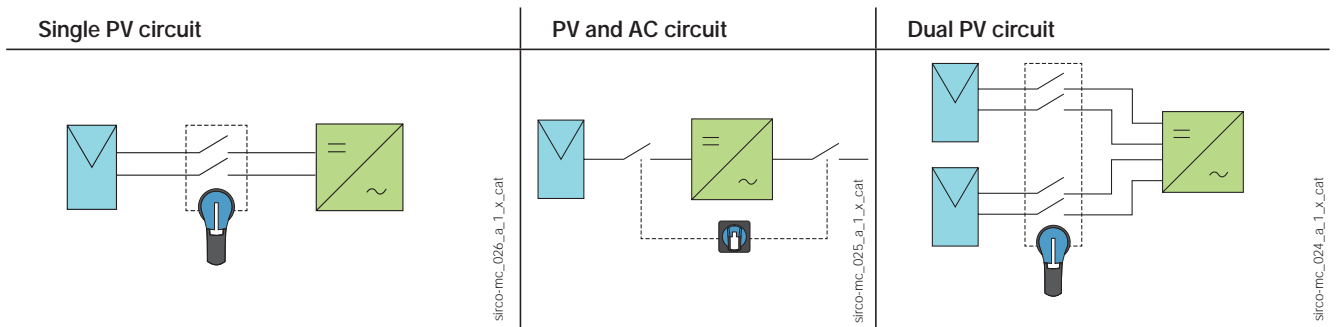 Single PV circuit
PV and AC circuit
Dual PV circuit
sirco-mc_026_a_1_x_cat
sirco-mc_025_a_1_x_cat
sirco-mc_024_a_1_x_cat